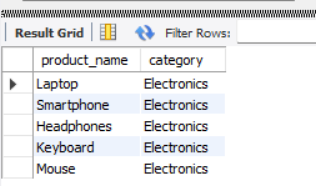 Result Grid Filter Rows:
product_name category
Laptop Electronics
Smartphone Electronics
Headphones Electronics
Keyboard Electronics
Mouse Electronics